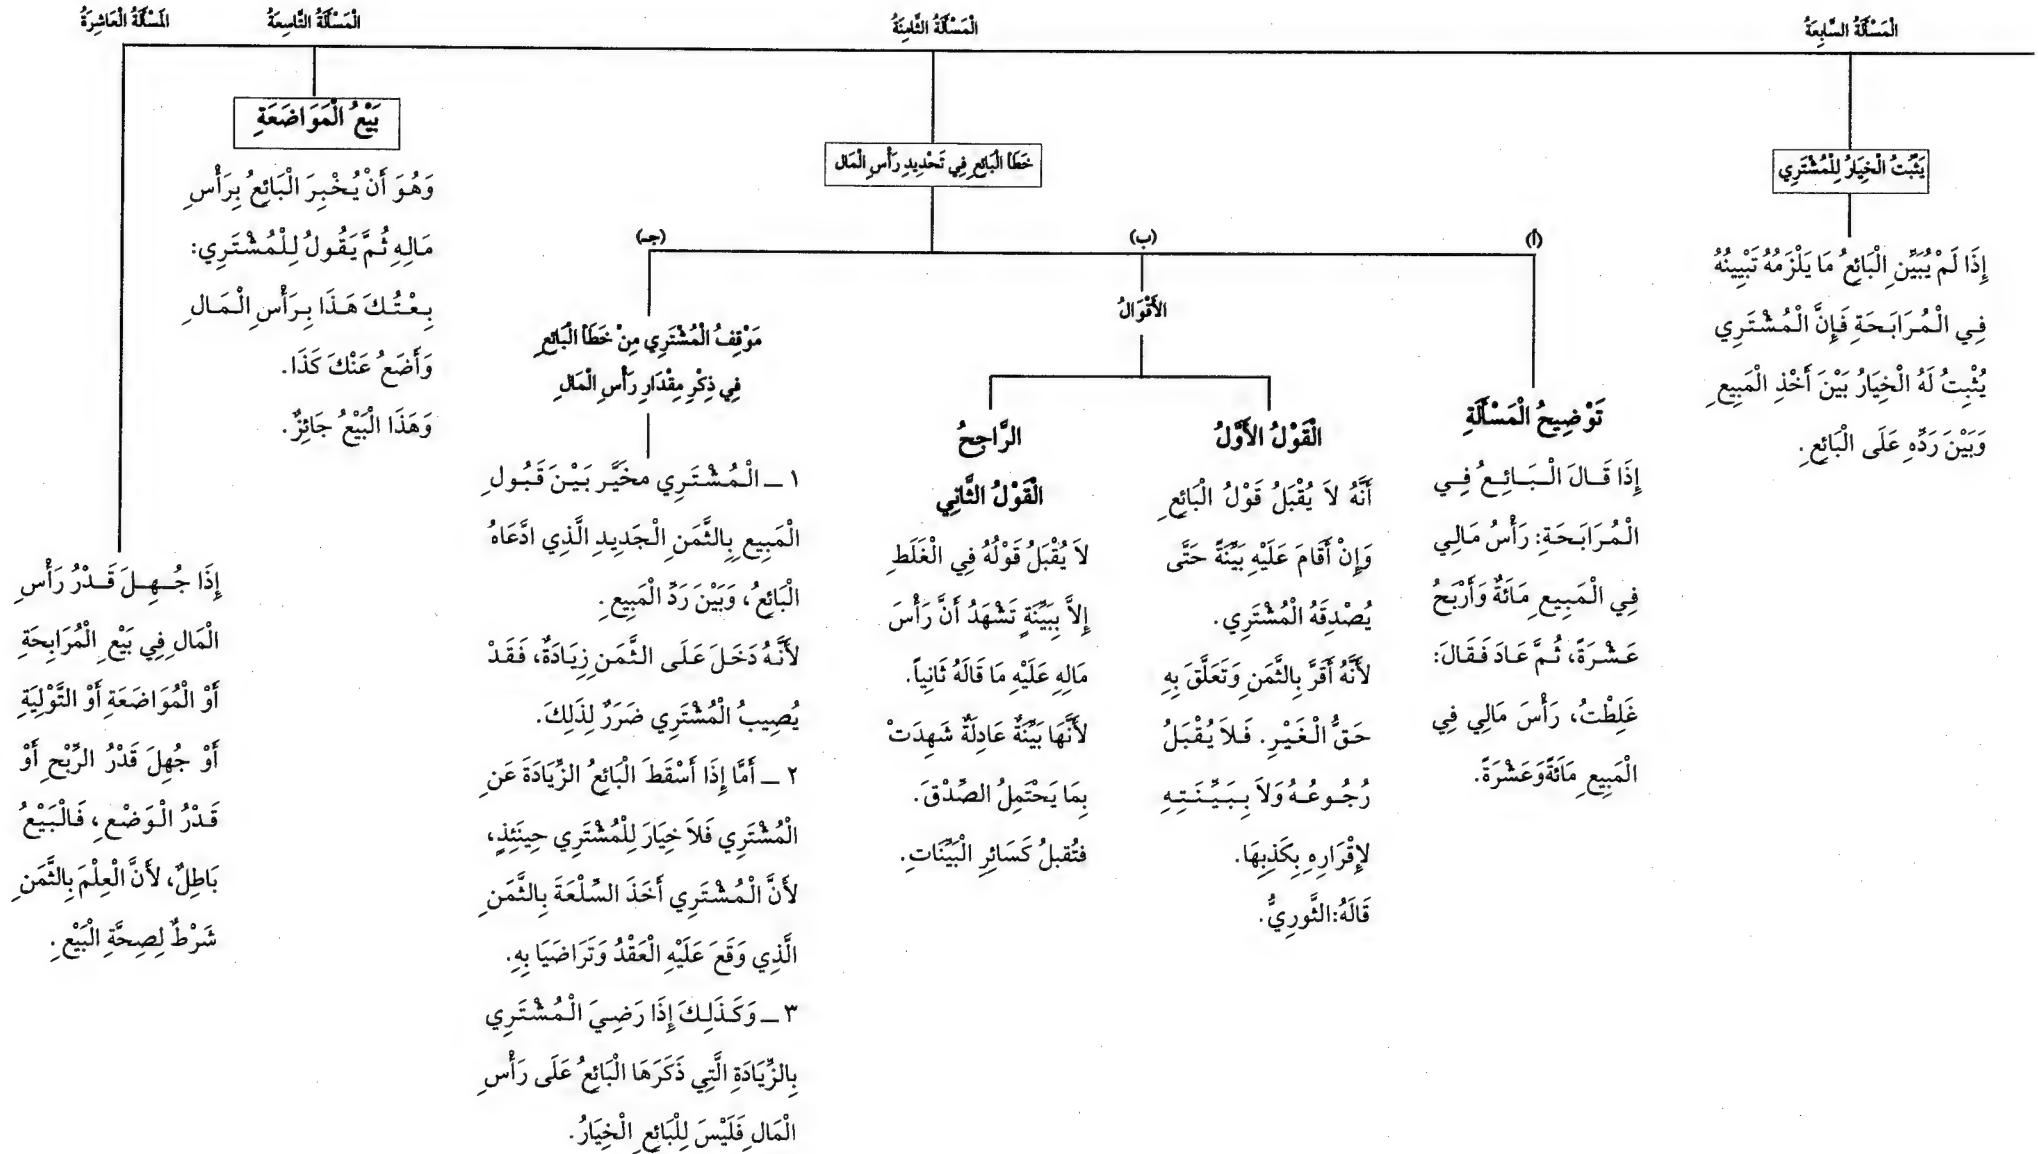 الْمَسْأَلَةُ السَّابِعَةُ
يَثْبُتُ الْخِيَارُ لِلْمُشْتَرِي
إِذَا لَمْ يُبَيِّنِ الْبَائِعُ مَا يَلْزَمُهُ تَبْيِينُهُ
فِي الْمُرَابَحَةِ فَإِنَّ الْمُشْتَرِي
يُثْبِتُ لَهُ الْخِيَارُ بَيْنَ أَخْذِ الْمَبِيعِ
وَبَيْنَ رَدِّهِ عَلَى الْبَائِعِ.
الْمَسْأَلَةُ الثَّامِنَةُ
خَطَأُ الْبَائِعِ فِي تَحْدِيدِ رَأْسِ الْمَالِ
(أ)
تَوْضِيحُ الْمَسْأَلَةِ
إِذَا قَالَ الْبَائِعُ فِي
الْمُرَابَحَةِ: رَأْسُ مَالِي
فِي الْمَبِيعِ مَائَةٌ وَأَرْبَحُ
عَشْرَةً، ثُمَّ عَادَ فَقَالَ:
غَلِطْتُ، رَأْسَ مَالِي فِي
الْمَبِيعِ مَائَةً وَعَشْرَةً.
(ب)
الأَقْوَالُ
الْقَوْلُ الأَوَّلُ
أَنَّهُ لاَ يُقْبَلُ قَوْلُ الْبَائِعِ
وَإِنْ أَقَامَ عَلَيْهِ بَيِّنَةً حَتَّى
يُصْدِقَهُ الْمُشْتَرِي.
لأَنَّهُ أَقَرَّ بِالثَّمَنِ وَتَعَلَّقَ بِهِ
حَقُّ الْغَيْرِ. فَلاَ يُقْبَلُ
رُجُوعُهُ وَلاَ بِبَيِّنَتِهِ
لإِقْرَارِهِ بِكَذِبِهَا.
قَالَهُ: الثَّوْرِيُّ.
الرَّاجِحُ
الْقَوْلُ الثَّانِي
لاَ يُقْبَلُ قَوْلُهُ فِي الْغَلَطِ
إِلاَّ بِبَيِّنَةٍ تَشْهَدُ أَنَّ رَأْسَ
مَالِهِ عَلَيْهِ مَا قَالَهُ ثَانِياً.
لأَنَّهَا بَيِّنَةٌ عَادِلَةٌ شَهِدَتْ
بِمَا يَحْتَمِلُ الصِّدْقَ.
فتُقبلُ كَسَائِرِ الْبَيِّنَاتِ.
(جـ)
مَوْقِفُ الْمُشْتَرِي مِنْ خَطَأِ الْبَائِعِ
فِي ذِكْرِ مِقْدَارِ رَأْسِ الْمَالِ
١ ـ الْمُشْتَرِي مخَيَّر بَيْنَ قَبُولِ
الْمَبِيعِ بِالثَّمَنِ الْجَدِيدِ الَّذِي ادَّعَاهُ
الْبَائِعُ، وَبَيْنَ رَدِّ الْمَبِيعِ.
لأَنَّهُ دَخَلَ عَلَى الثَّمَنِ زِيَادَةٌ، فَقَدْ
يُصِيبُ الْمُشْتَرِي ضَرَرٌ لِذَلِكَ.
٢ ـ أَمَّا إِذَا أَسْقَطَ الْبَائِعُ الزِّيَادَةَ عَنِ
الْمُشْتَرِي فَلاَ خِيَارَ لِلْمُشْتَرِي حِينَئِذٍ،
لأَنَّ الْمُشْتَرِي أَخَذَ السِّلْعَةَ بِالثَّمَنِ
الَّذِي وَقَعَ عَلَيْهِ الْعَقْدُ وَتَرَاضَيَا بِهِ.
٣ ـ وَكَذَلِكَ إِذَا رَضِيَ الْمُشْتَرِي
بِالزِّيَادَةِ الَّتِي ذَكَرَهَا الْبَائِعُ عَلَى رَأْسِ
الْمَالِ فَلَيْسَ لِلْبَائِعِ الْخِيَارُ.
الْمَسْأَلَةُ التَّاسِعَةُ
بَيْعُ الْمَوَاضَعَةِ
وَهُوَ أَنْ يُخْبِرَ الْبَائِعُ بِرَأْسِ
مَالِهِ ثُمَّ يَقُولُ لِلْمُشْتَرِي:
بِعْتُكَ هَذَا بِرَأْسِ الْمَالِ
وَأَضَعُ عَنْكَ كَذَا.
وَهَذَا الْبَيْعُ جَائِزٌ.
الْمَسْأَلَةُ الْعَاشِرَةُ
إِذَا جُهِلَ قَدْرُ رَأْسِ
الْمَالِ فِي بَيْعِ الْمُرَابِحَةِ
أَوْ الْمُوَاضَعَةِ أَوْ التَّوْلِيَةِ
أَوْ جُهِلَ قَدْرُ الرِّبْحِ أَوْ
قَدْرُ الْوَضْعِ، فَالْبَيْعُ
بَاطِلٌ، لأَنَّ الْعِلْمَ بِالثَّمَنِ
شَرْطٌ لِصِحَّةِ الْبَيْعِ.